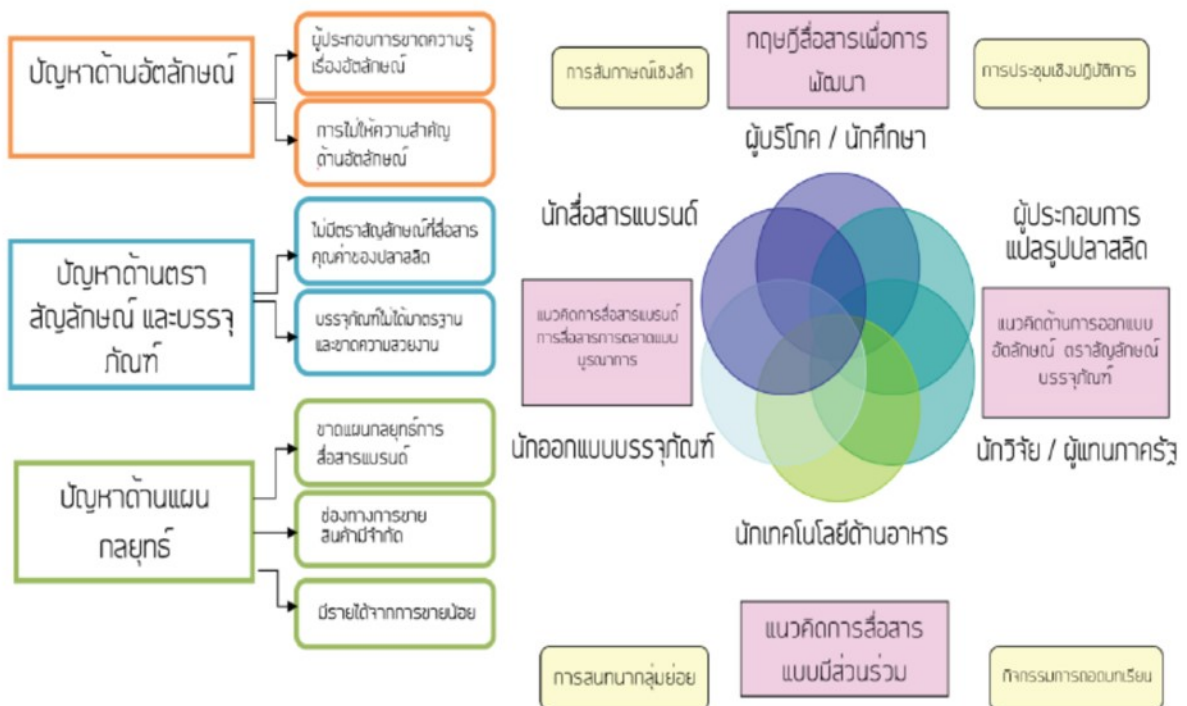 ปัญหาด้านอัตลักษณ์
ผู้ประกอบการขาดความรู้
เรื่องอัตลักษณ์
การไม่ให้ความสำคัญ
ด้านอัตลักษณ์
ปัญหาด้านตรา
สัญลักษณ์ และบรรจุ
ภัณฑ์
ไม่มีตราสัญลักษณ์ที่สื่อสาร
คุณค่าของปลาสลิด
บรรจุภัณฑ์ไม่ได้มาตรฐาน
และขาดความสวยงาม
ปัญหาด้านแผน
กลยุทธ์
ขาดแผนกลยุทธ์การ
สื่อสารแบรนด์
ช่องทางการขาย
สินค้ามีจำกัด
มีรายได้จากการขายน้อย
การสัมภาษณ์เชิงลึก
ทฤษฎีสื่อสารเพื่อการ
พัฒนา
การประชุมเชิงปฏิบัติการ
ผู้บริโภค / นักศึกษา
นักสื่อสารแบรนด์
ผู้ประกอบการ
แปลรูปปลาสลิด
แนวคิดการสื่อสารแบรนด์
การสื่อสารการตลาดแบบ
บูรณาการ
แนวคิดด้านการออกแบบ
อัตลักษณ์ ตราสัญลักษณ์
บรรจุภัณฑ์
นักออกแบบบรรจุภัณฑ์
นักวิจัย / ผู้แทนภาครัฐ
นักเทคโนโลยีด้านอาหาร
การสนทนากลุ่มย่อย
แนวคิดการสื่อสาร
แบบมีส่วนร่วม
กิจกรรมการถอดบทเรียน